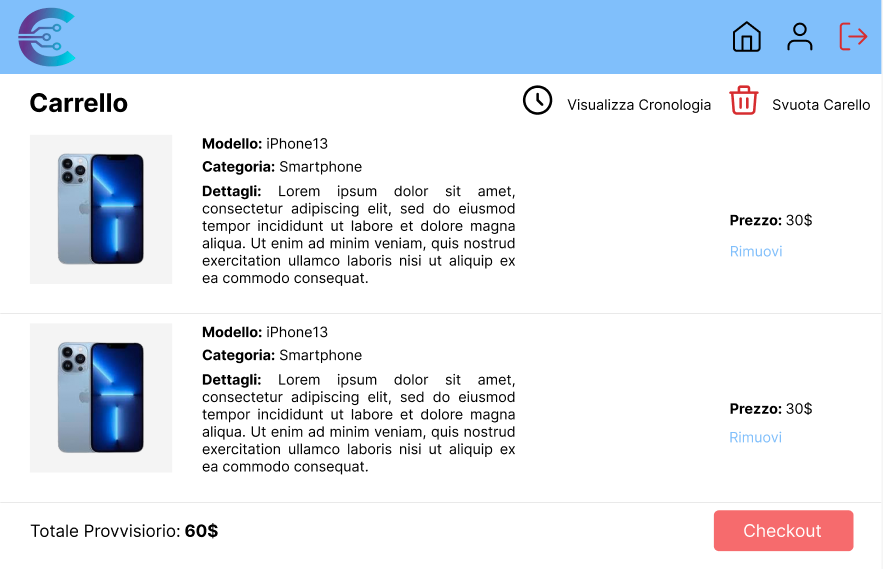 Carrello
Visualizza Cronologia
Svuota Carello
Modello: iPhone13
Categoria: Smartphone
Dettagli: Lorem ipsum dolor sit amet,
consectetur adipiscing elit, sed do eiusmod
tempor incididunt ut labore et dolore magna
aliqua. Ut enim ad minim veniam, quis nostrud
exercitation ullamco laboris nisi ut aliquip ex
ea commodo consequat.
Prezzo: 30$
Rimuovi
Modello: iPhone13
Categoria: Smartphone
Dettagli: Lorem ipsum dolor sit amet,
consectetur adipiscing elit, sed do eiusmod
tempor incididunt ut labore et dolore magna
aliqua. Ut enim ad minim veniam, quis nostrud
exercitation ullamco laboris nisi ut aliquip ex
ea commodo consequat.
Prezzo: 30$
Rimuovi
Totale Provvisiorio: 60$
Checkout